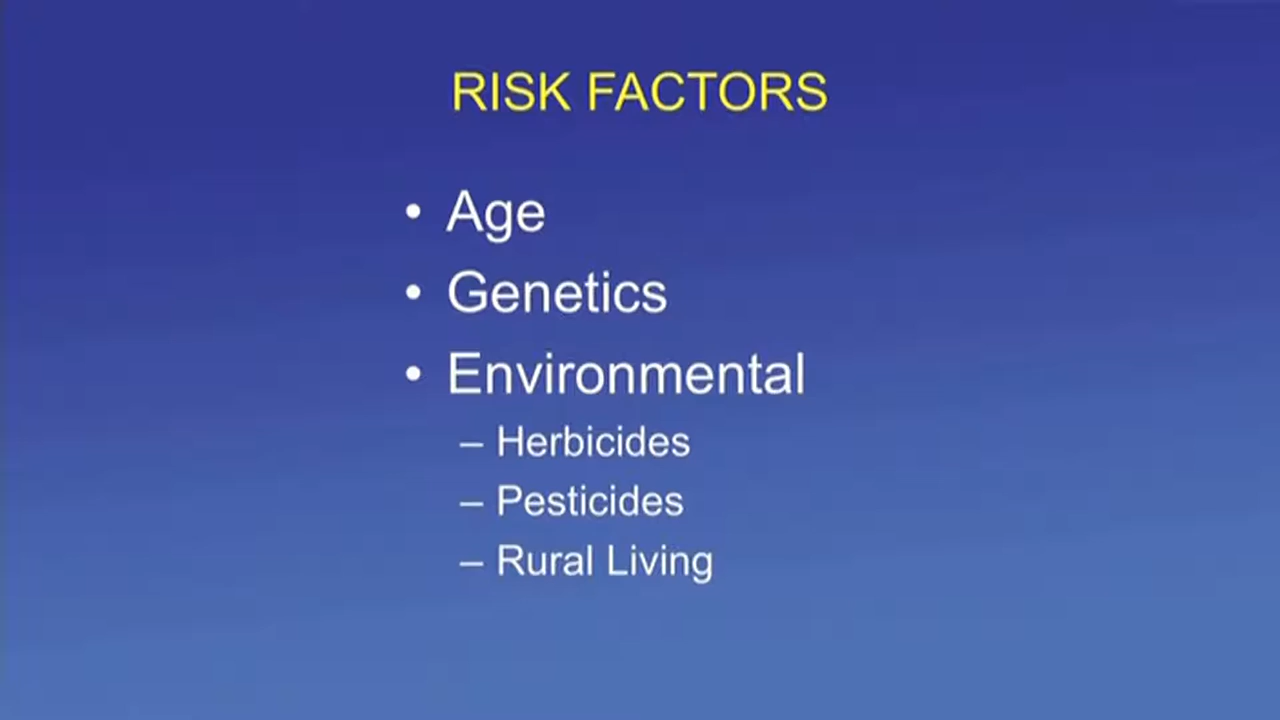 RISK FACTORS
• Age
• Genetics
• Environmental
– Herbicides
– Pesticides
– Rural Living